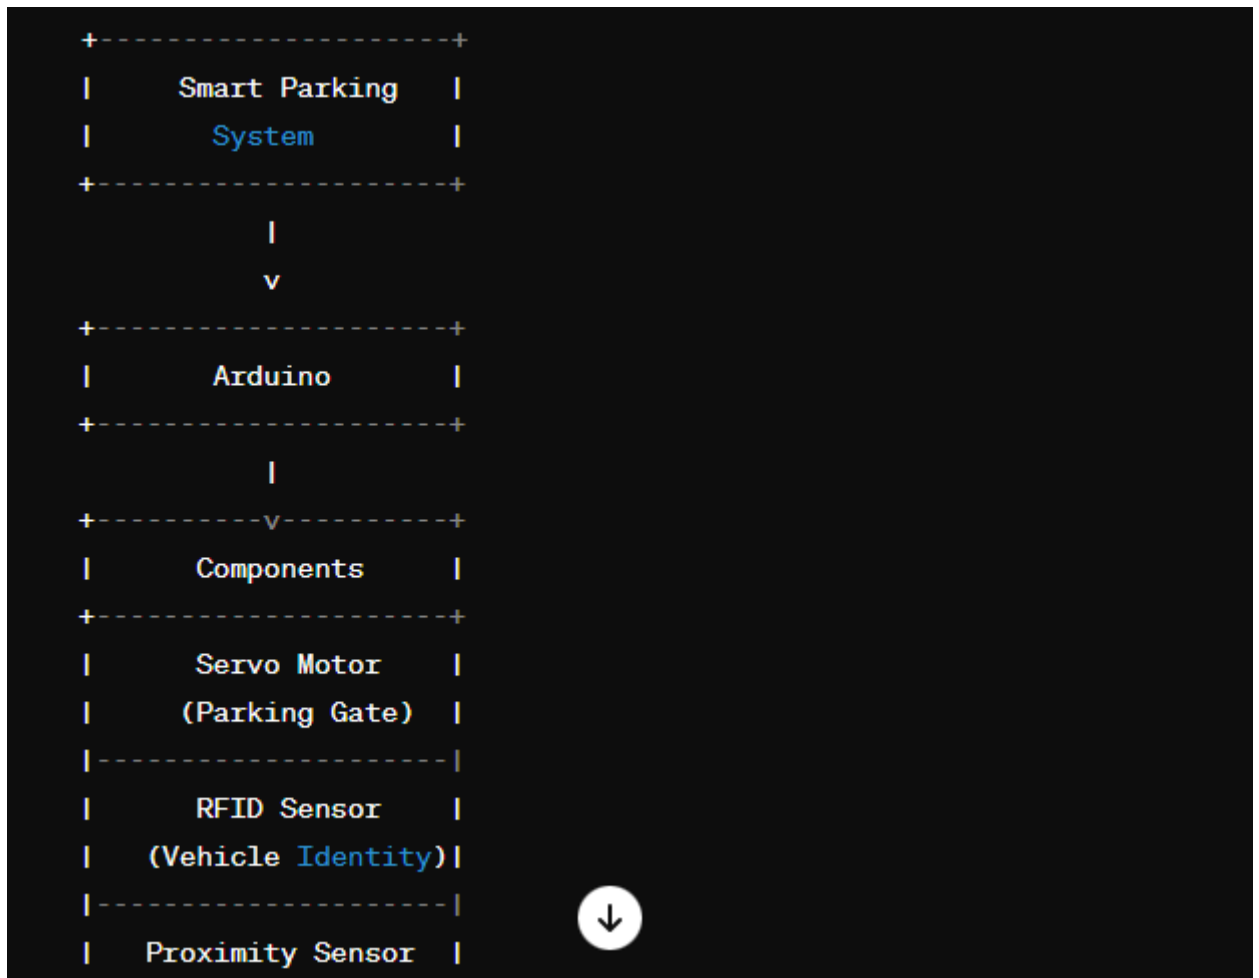 +---------------------+
|     Smart Parking   |
|       System        |
+---------------------+
           |
           v
+---------------------+
|       Arduino       |
+---------------------+
           |
+----------v----------+
|      Components     |
+---------------------+
|      Servo Motor    |
|     (Parking Gate)  |
|---------------------|
|      RFID Sensor    |
|   (Vehicle Identity)|
|---------------------|
|   Proximity Sensor  |